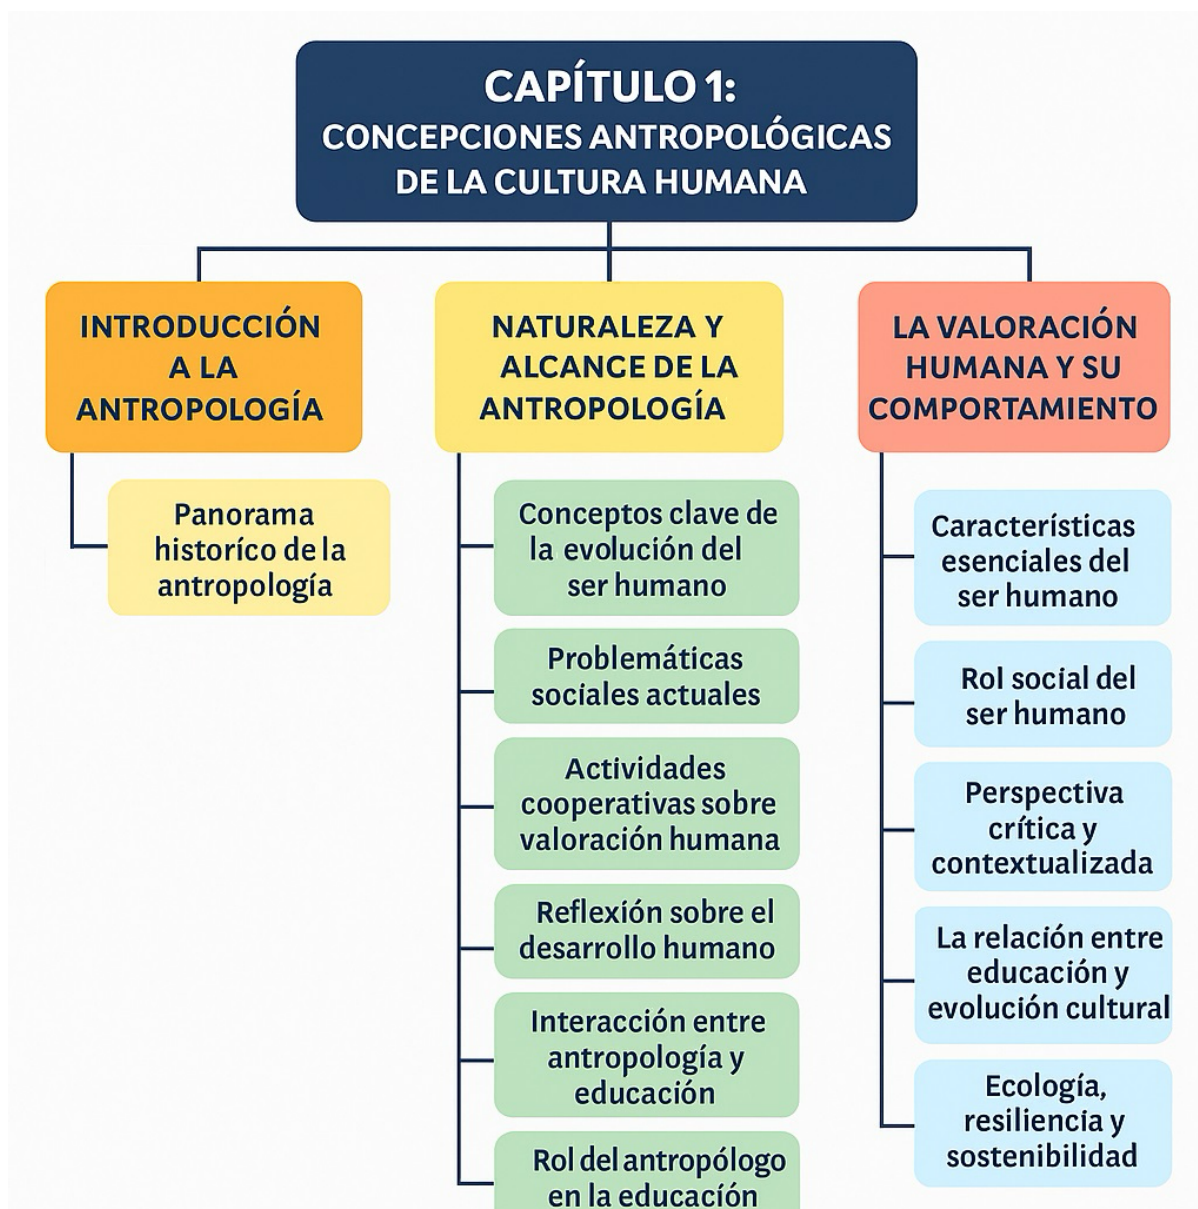 CAPÍTULO 1:
CONCEPCIONES ANTROPOLÓGICAS
DE LA CULTURA HUMANA
INTRODUCCIÓN
A LA
ANTROPOLOGÍA
Panorama
historíco de la
antropología
NATURALEZA Y
ALCANCE DE LA
ANTROPOLOGÍA
Conceptos clave de
la evolución del
ser humano
Problemáticas
sociales actuales
Actividades
cooperativas sobre
valoración humana
Reflexión sobre el
desarrollo humano
Interacción entre
antropología y
educación
Rol del antropólogo
en la educacíón
LA VALORACIÓN
HUMANA Y SU
COMPORTAMIENTO
Características
esenciales del
ser humano
Rol social del
ser humano
Perspectiva
crítica y
contextualizada
La relación entre
educación y
evolución cultural
Ecología,
resiliencia y
sostenibilidad